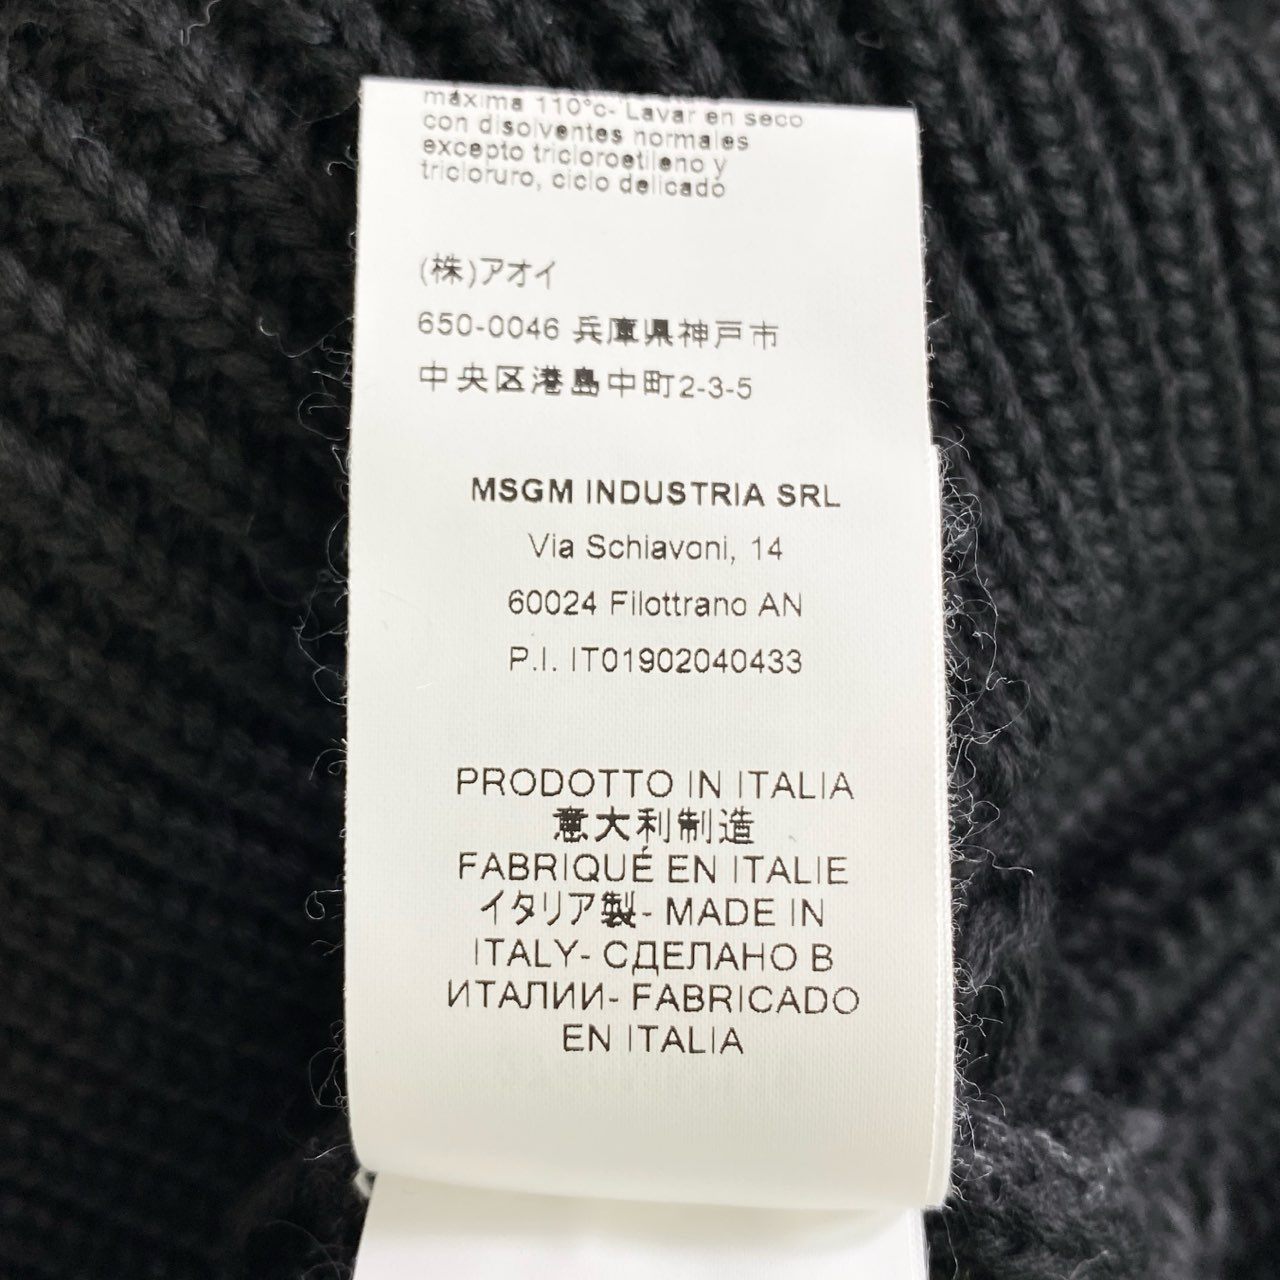 máxima 110°c- Lavar en seco
con disolventes normales
excepto tricloroetileno y
tricloruro, ciclo delicado
(株)アオイ
650-0046 兵庫県神戸市
中央区港島中町2-3-5
MSGM INDUSTRIA SRL
Via Schiavoni, 14
60024 Filottrano AN
P.I. IT01902040433
PRODOTTO IN ITALIA
意大利制造
FABRIQUÉ EN ITALIE
イタリア製- MADE IN
ITALY- СДЕЛАНО В
ИТАЛИИ- FABRICADO
EN ITALIA